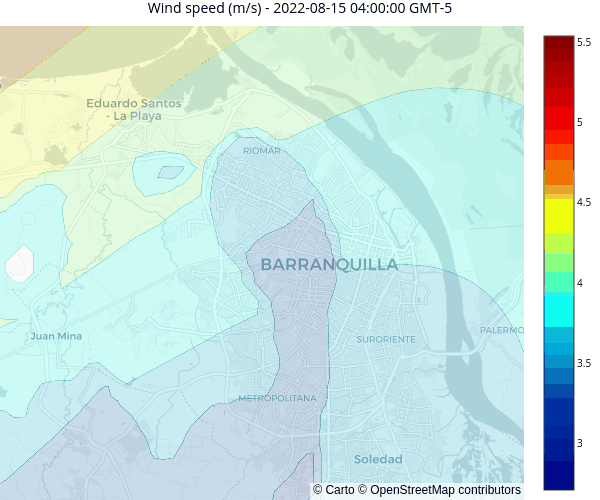 Wind speed (m/s) - 2022-08-15 04:00:00 GMT-5
5.5
5
4.5
4
3.5
3
Eduardo Santos
- La Playa
RIOMAR
BARRANQUILLA
Juan Mina
SURORIENTE
PALERMO
METROPOLITANA
Soledad
© Carto © OpenStreetMap contributors